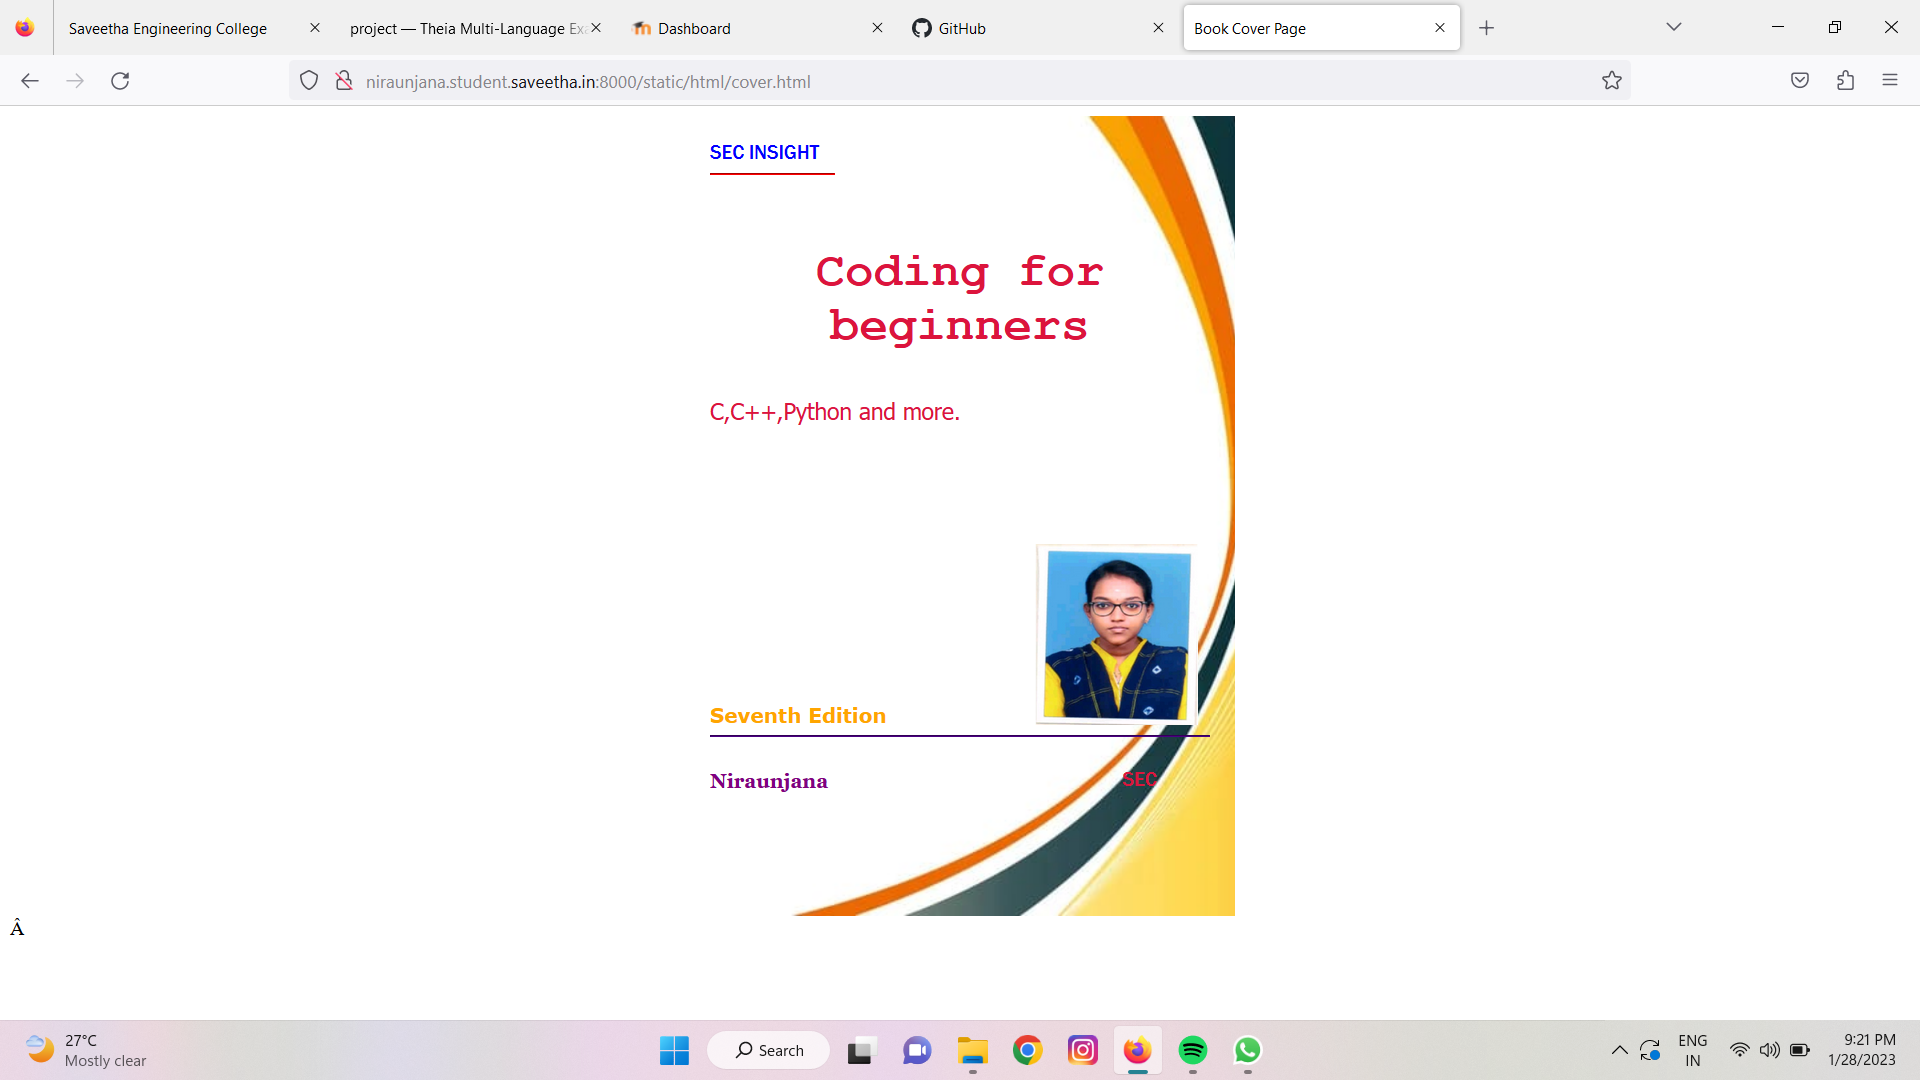 Saveetha Engineering College
project — Theia Multi-Language Ex
Dashboard
GitHub
Book Cover Page
niraunjana.student.saveetha.in:8000/static/html/cover.html
SEC INSIGHT
Coding for
beginners
C,C++,Python and more.
Seventh Edition
Niraunjana
SEC
Â
27°C
Mostly clear
Search
ENG
IN
9:21 PM
1/28/2023